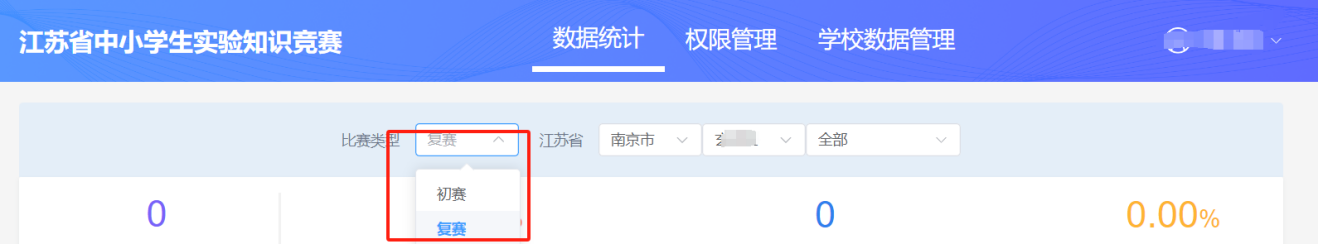 江苏省中小学生实验知识竞赛
数据统计 权限管理 学校数据管理
比赛类型 复赛 江苏省 南京市 全部
初赛
复赛
0 0 0.00%